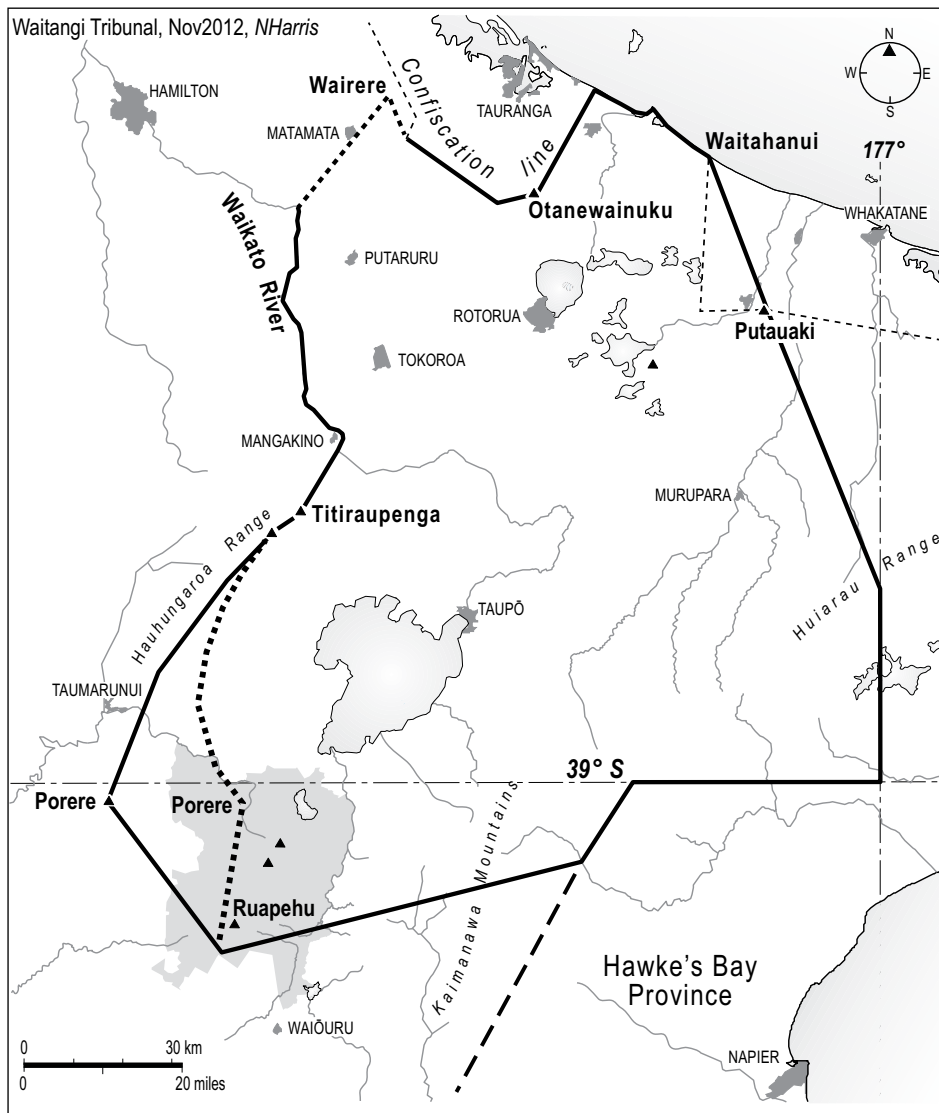 Waitangi Tribunal, Nov2012, NHarris
N
W E
S
HAMILTON
Wairere
Confiscation line
TAURANGA
MATAMATA
Waitahanui
177°
Otanewainuku
WHAKATANE
Waikato River
PUTARURU
ROTORUA
Putauaki
TOKOROA
MANGAKINO
MURUPARA
Titiraupenga
Hauhungaroa Range
Huiarau Range
TAUPŌ
TAUMARUNUI
39° S
Porere
Porere
Kaimanawa Mountains
Ruapehu
Hawke's Bay
Province
WAIŌURU
0 30 km
0 20 miles
NAPIER